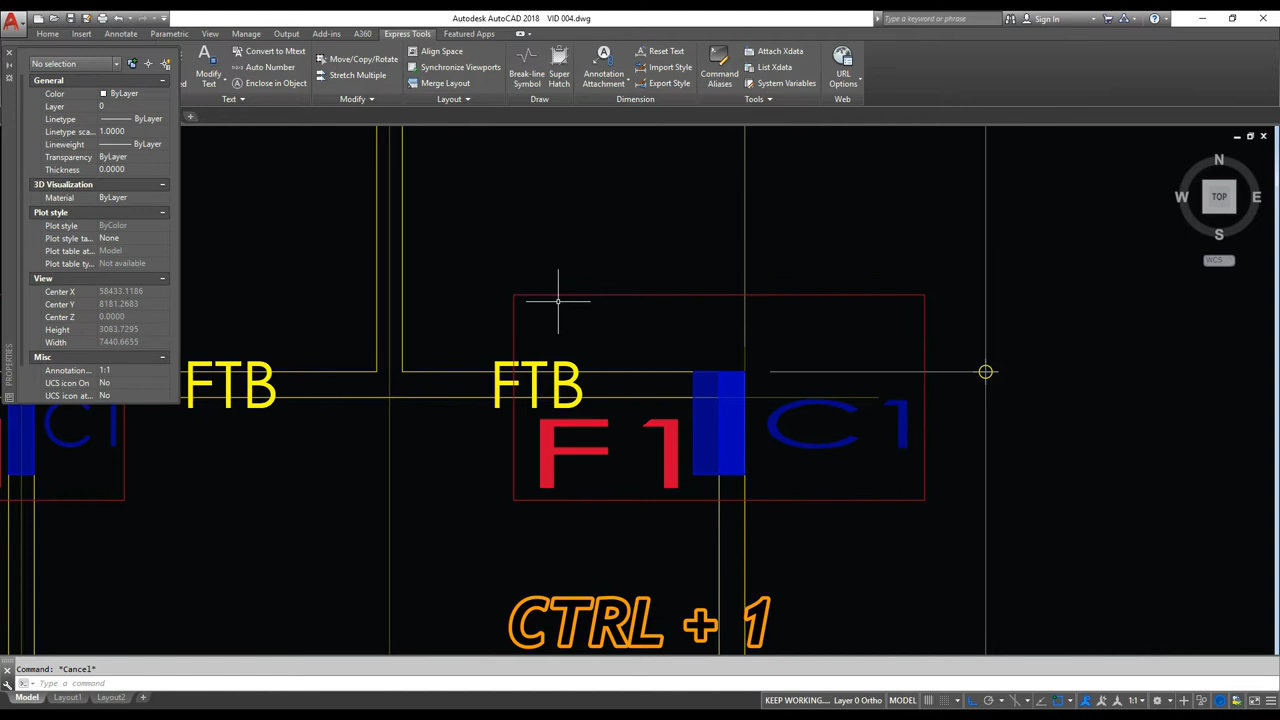 Autodesk AutoCAD 2018 VID 004.dwg
Type a keyword or phrase
Sign In
Home Insert Annotate Parametric View Manage Output Add-ins A360 Express Tools Featured Apps
No selection
General
Color ByLayer
Layer 0
Linetype ByLayer
Linetype sca... 1.0000
Lineweight ByLayer
Transparency ByLayer
Thickness 0.0000
3D Visualization
Material ByLayer
Plot style
Plot style ByColor
Plot style ta... None
Plot table at... Model
Plot table ty... Not available
View
Center X 58433.1186
Center Y 8181.2683
Center Z 0.0000
Height 3083.7295
Width 7440.6655
Misc
Annotation... 1:1
UCS icon On No
UCS icon at... No
PROPERTIES
Modify Text
Convert to Mtext
Auto Number
Enclose in Object
Text
Move/Copy/Rotate
Stretch Multiple
Modify
Align Space
Synchronize Viewports
Merge Layout
Layout
Break-line Symbol
Super Hatch
Draw
Annotation Attachment
Reset Text
Import Style
Export Style
Dimension
Command Aliases
Attach Xdata
List Xdata
System Variables
Tools
URL Options
Web
N
W TOP E
S
WCS
FTB
FTB
C1
F1
C1
CTRL + 1
Command: *Cancel*
Type a command
Model Layout1 Layout2
KEEP WORKING... Layer 0 Ortho MODEL 1:1